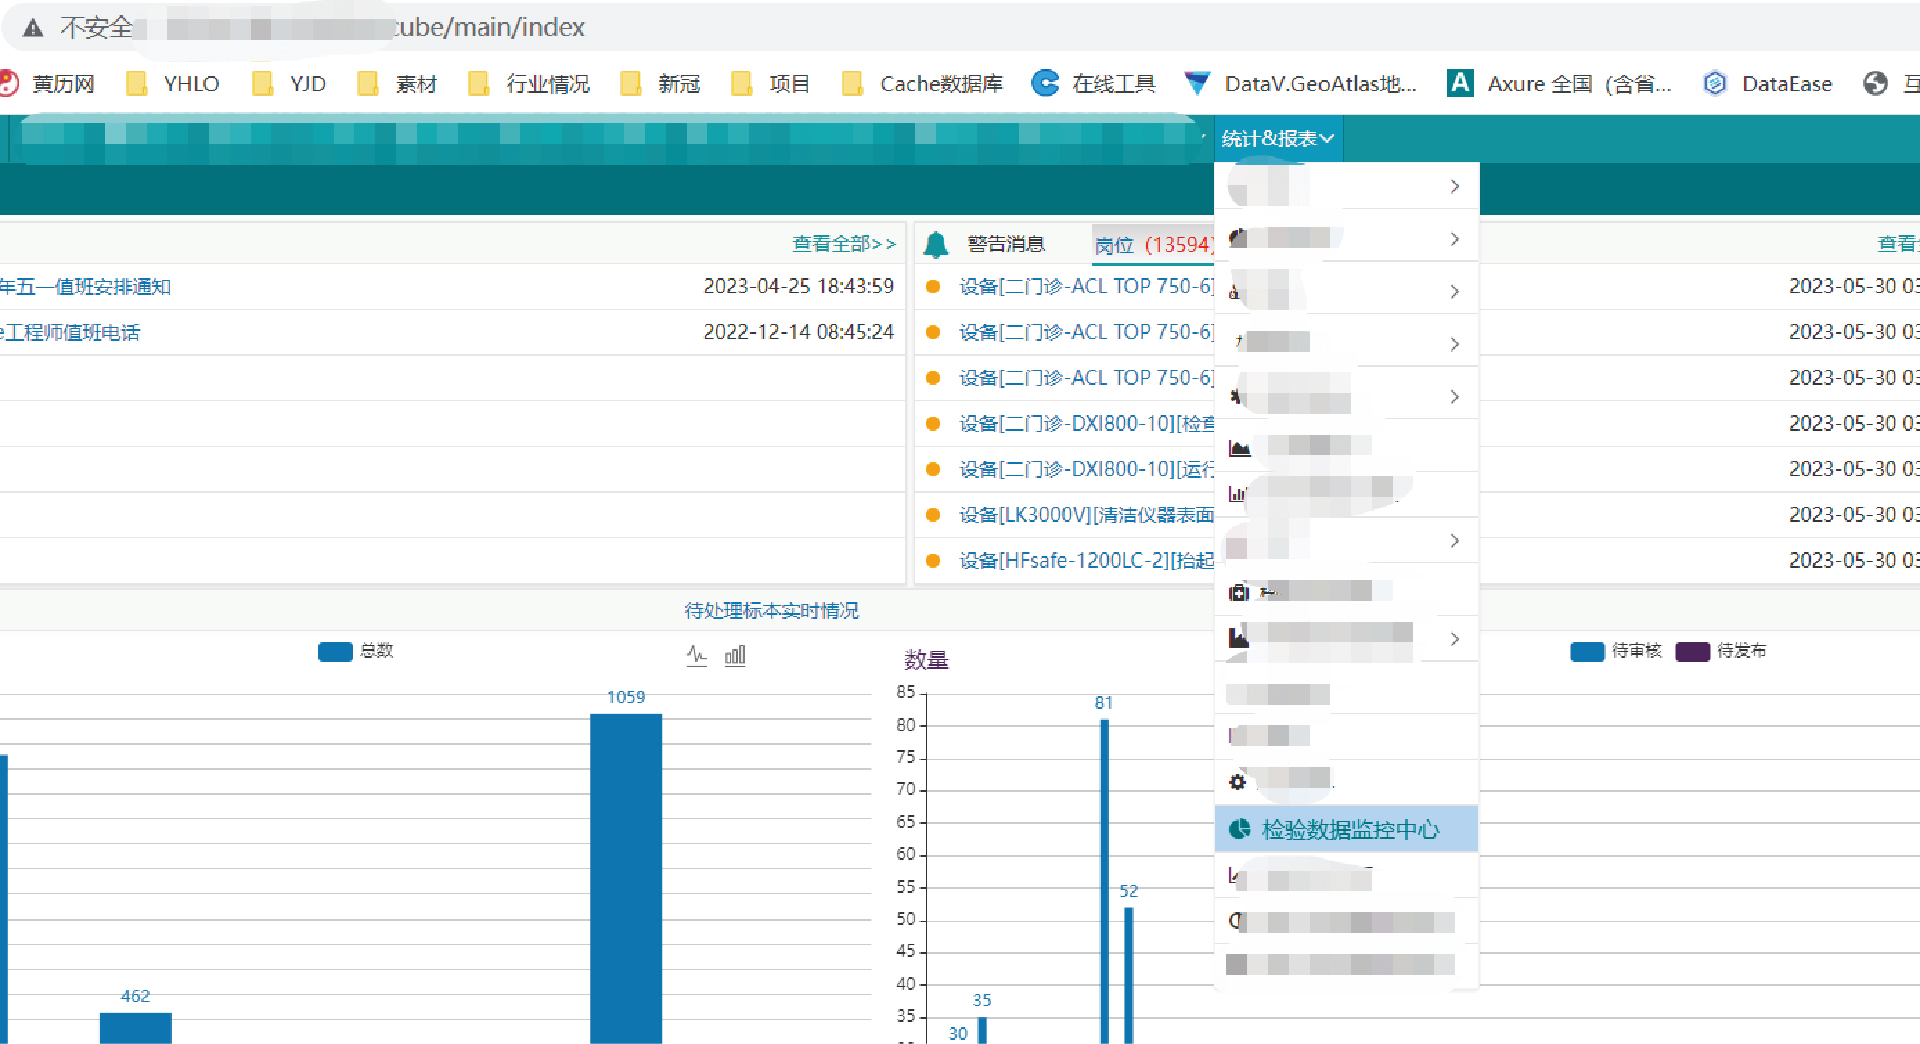 不安全 cube/main/index
黄历网 YHLO YJD 素材 行业情况 新冠 项目 Cache数据库 在线工具 DataV.GeoAtlas地... Axure 全国 (含省... DataEase 互
统计&报表
查看全部>> 警告消息 岗位 (13594) 查看
年五一值班安排通知 2023-04-25 18:43:59 设备[二门诊-ACL TOP 750-6] 2023-05-30 03
工程师值班电话 2022-12-14 08:45:24 设备[二门诊-ACL TOP 750-6] 2023-05-30 03
设备[二门诊-ACL TOP 750-6] 2023-05-30 03
设备[二门诊-DXI800-10][检查 2023-05-30 03
设备[二门诊-DXI800-10][运行 2023-05-30 03
设备[LK3000V][清洁仪器表面 2023-05-30 03
设备[HFsafe-1200LC-2][抬起 2023-05-30 03
待处理标本实时情况
总数 数量 待审核 待发布
1059
462
85
80
75
70
65
60
55
50
45
40
35
81
52
35
30
检验数据监控中心